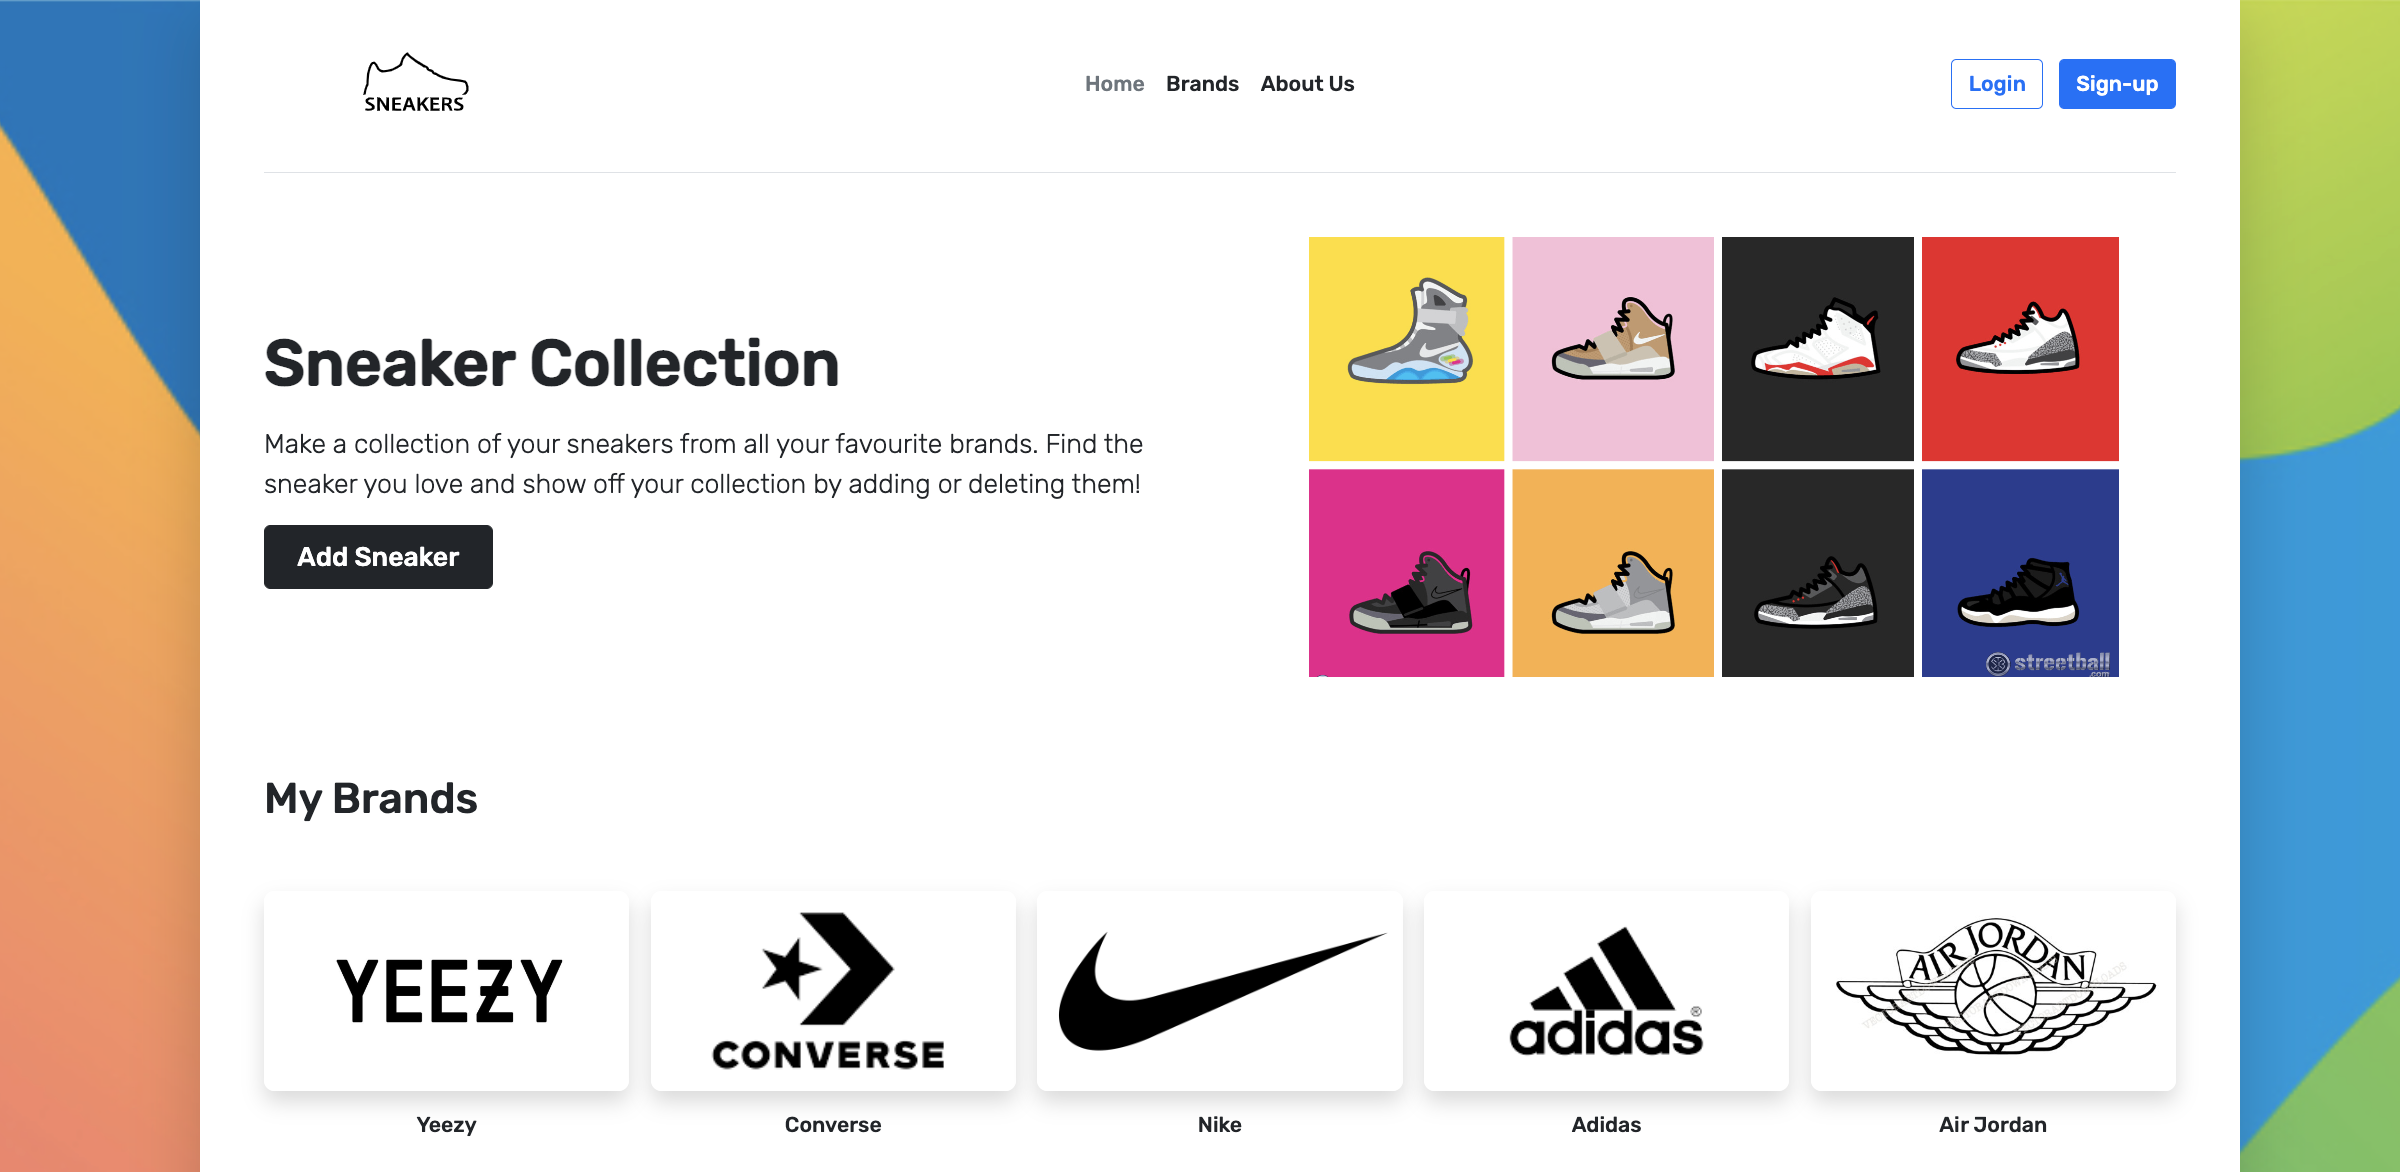 SNEAKERS
Home Brands About Us
Login Sign-up
Sneaker Collection
Make a collection of your sneakers from all your favourite brands. Find the
sneaker you love and show off your collection by adding or deleting them!
Add Sneaker
streetball
.com
My Brands
YEEZY
CONVERSE
adidas
AIR JORDAN
Yeezy
Converse
Nike
Adidas
Air Jordan